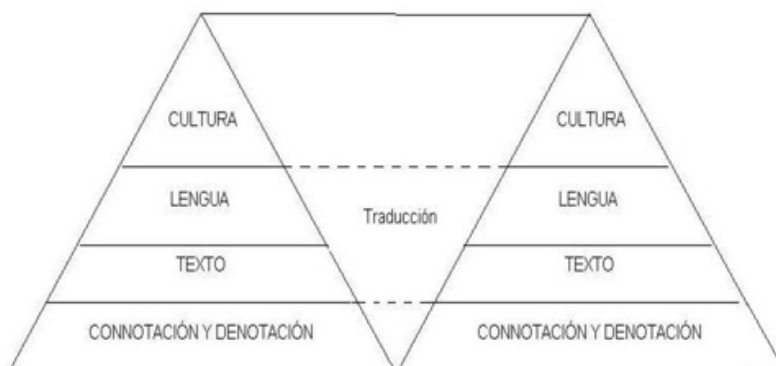 CULTURA CULTURA
LENGUA LENGUA
Traducción
TEXTO TEXTO
CONNOTACIÓN Y DENOTACIÓN CONNOTACIÓN Y DENOTACIÓN